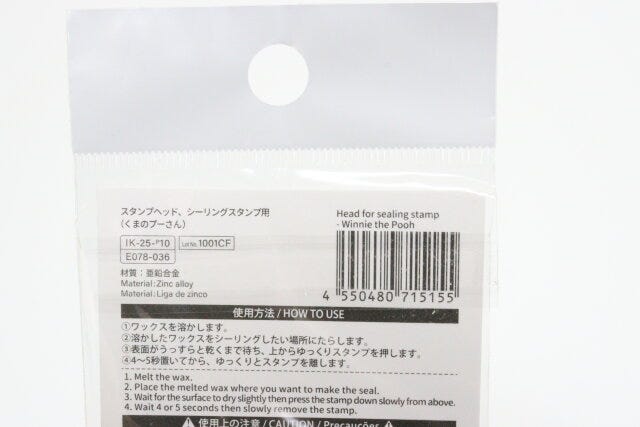 スタンプヘッド、シーリングスタンプ用
(くまのプーさん)
IK-25-P10 Lot No. 1001CF
E078-036
材質：亜鉛合金
Material:Zinc alloy
Material:Liga de zinco
Head for sealing stamp
- Winnie the Pooh
4 550480 715155
使用方法 / HOW TO USE
①ワックスを溶かします。
②溶かしたワックスをシーリングしたい場所にたらします。
③表面がうっすらと乾くまで待ち、上からゆっくりスタンプを押します。
④4〜5秒置いてから、ゆっくりとスタンプを離します。
1. Melt the wax.
2. Place the melted wax where you want to make the seal.
3. Wait for the surface to dry slightly then press the stamp down slowly from above.
4. Wait 4 or 5 seconds then slowly remove the stamp.
使用上の注意 / CAUTION / Precauções